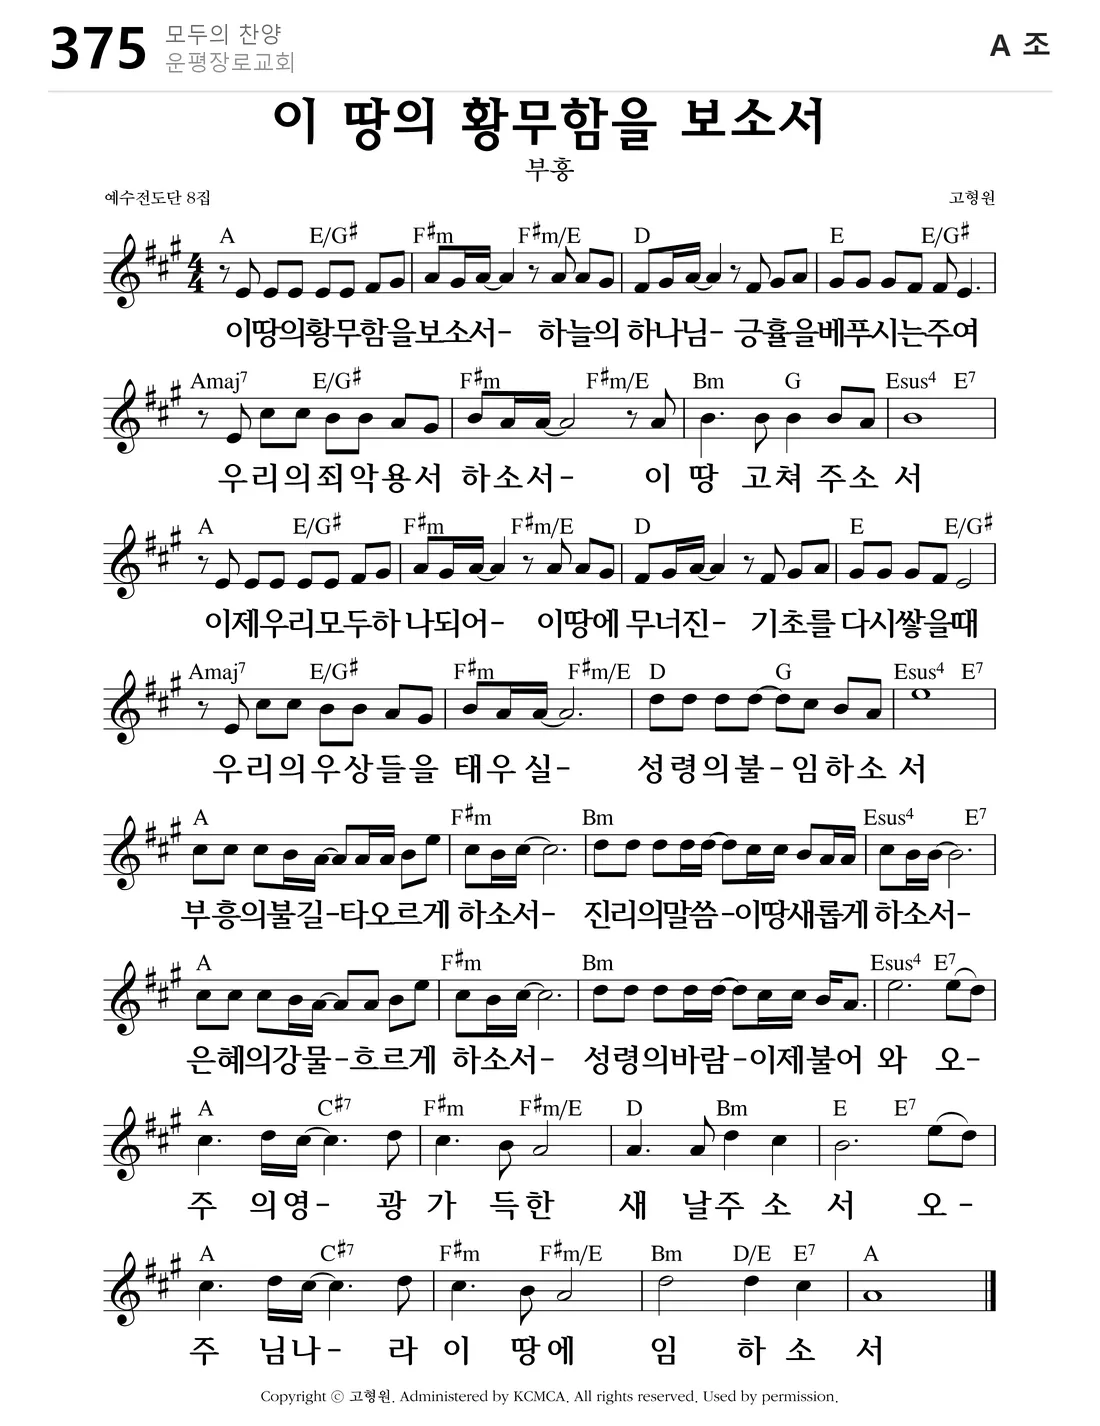 375
모두의 찬양
운평장로교회
A 조
이 땅의 황무함을 보소서
부흥
예수전도단 8집
고형원
A E/G♯ F♯m F♯m/E D E E/G♯
이땅의황무함을보소서- 하늘의 하나님- 긍휼을베푸시는주여
Amaj7 E/G♯ F♯m F♯m/E Bm G Esus4 E7
우리의죄악용서 하소서- 이 땅 고쳐 주소 서
A E/G♯ F♯m F♯m/E D E E/G♯
이제우리모두하 나되어- 이땅에 무너진- 기초를 다시쌓을때
Amaj7 E/G♯ F♯m F♯m/E D G Esus4 E7
우리의우상들을 태우실- 성령의불-임하소 서
A F♯m Bm Esus4 E7
부흥의불길-타오르게 하소서- 진리의말씀-이땅새롭게 하소서-
A F♯m Bm Esus4 E7
은혜의강물-흐르게 하소서- 성령의바람-이제불어 와 오-
A C♯7 F♯m F♯m/E D Bm E E7
주 의영- 광 가 득한 새 날주 소 서 오 -
A C♯7 F♯m F♯m/E Bm D/E E7 A
주 님나- 라 이 땅에 임 하 소 서
Copyright ⓒ 고형원. Administered by KCMCA. All rights reserved. Used by permission.